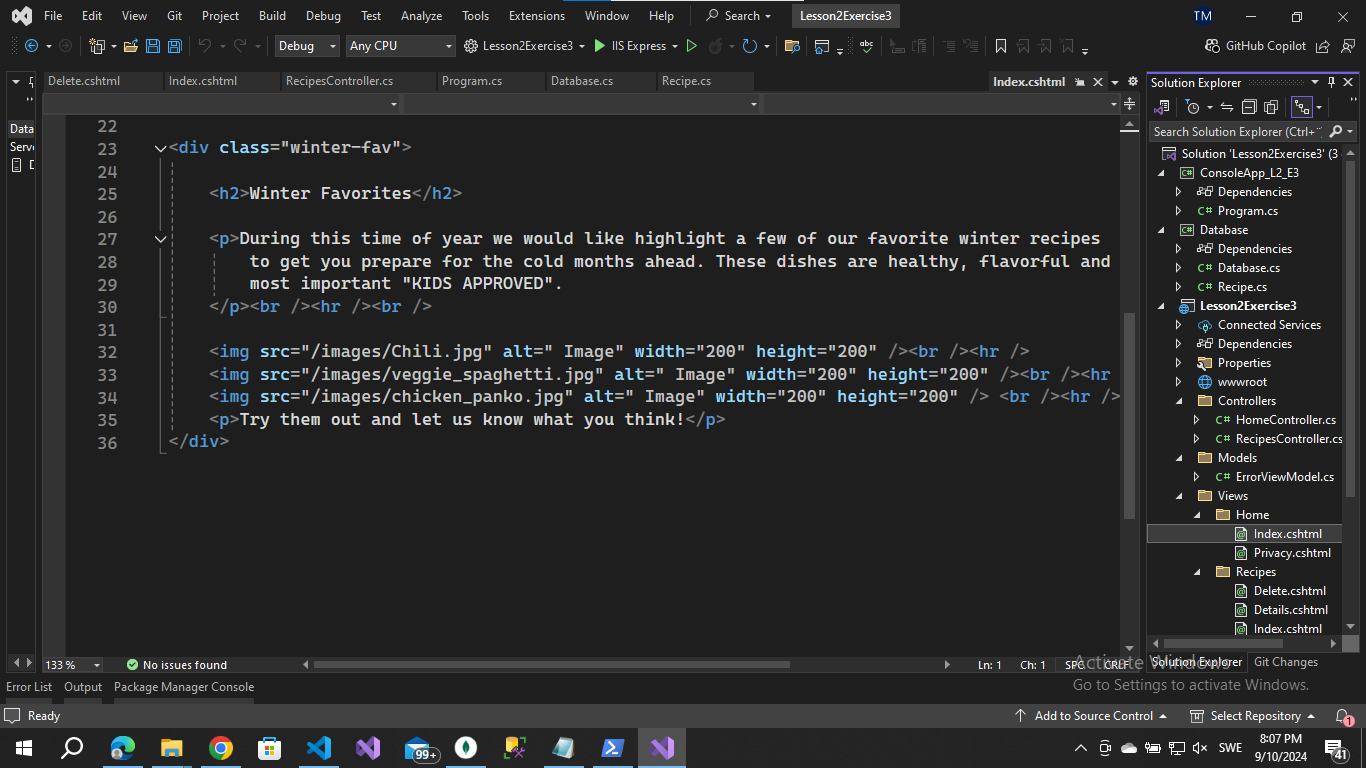 File Edit View Git Project Build Debug Test Analyze Tools Extensions Window Help Search Lesson2Exercise3 TM
Debug Any CPU Lesson2Exercise3 IIS Express abc GitHub Copilot
Delete.cshtml Index.cshtml RecipesController.cs Program.cs Database.cs Recipe.cs Index.cshtml
Data
Serv
22
23 <div class="winter-fav">
24
25 <h2>Winter Favorites</h2>
26
27 <p>During this time of year we would like highlight a few of our favorite winter recipes
28 to get you prepare for the cold months ahead. These dishes are healthy, flavorful and
29 most important "KIDS APPROVED".
30 </p><br /><hr /><br />
31
32 <img src="/images/Chili.jpg" alt=" Image" width="200" height="200" /><br /><hr />
33 <img src="/images/veggie_spaghetti.jpg" alt=" Image" width="200" height="200" /><br /><hr
34 <img src="/images/chicken_panko.jpg" alt=" Image" width="200" height="200" /> <br /><hr />
35 <p>Try them out and let us know what you think!</p>
36 </div>
133 % No issues found Ln: 1 Ch: 1 SPC CRLF
Solution Explorer
Search Solution Explorer (Ctrl+
Solution 'Lesson2Exercise3' (3
ConsoleApp_L2_E3
Dependencies
C# Program.cs
Database
Dependencies
C# Database.cs
C# Recipe.cs
Lesson2Exercise3
Connected Services
Dependencies
Properties
wwwroot
Controllers
C# HomeController.cs
C# RecipesController.cs
Models
C# ErrorViewModel.cs
Views
Home
Index.cshtml
Privacy.cshtml
Recipes
Delete.cshtml
Details.cshtml
Index.cshtml
Solution Explorer Git Changes
Activate Windows
Go to Settings to activate Windows.
Error List Output Package Manager Console
Ready Add to Source Control Select Repository 1
99+ SWE 8:07 PM
9/10/2024 41